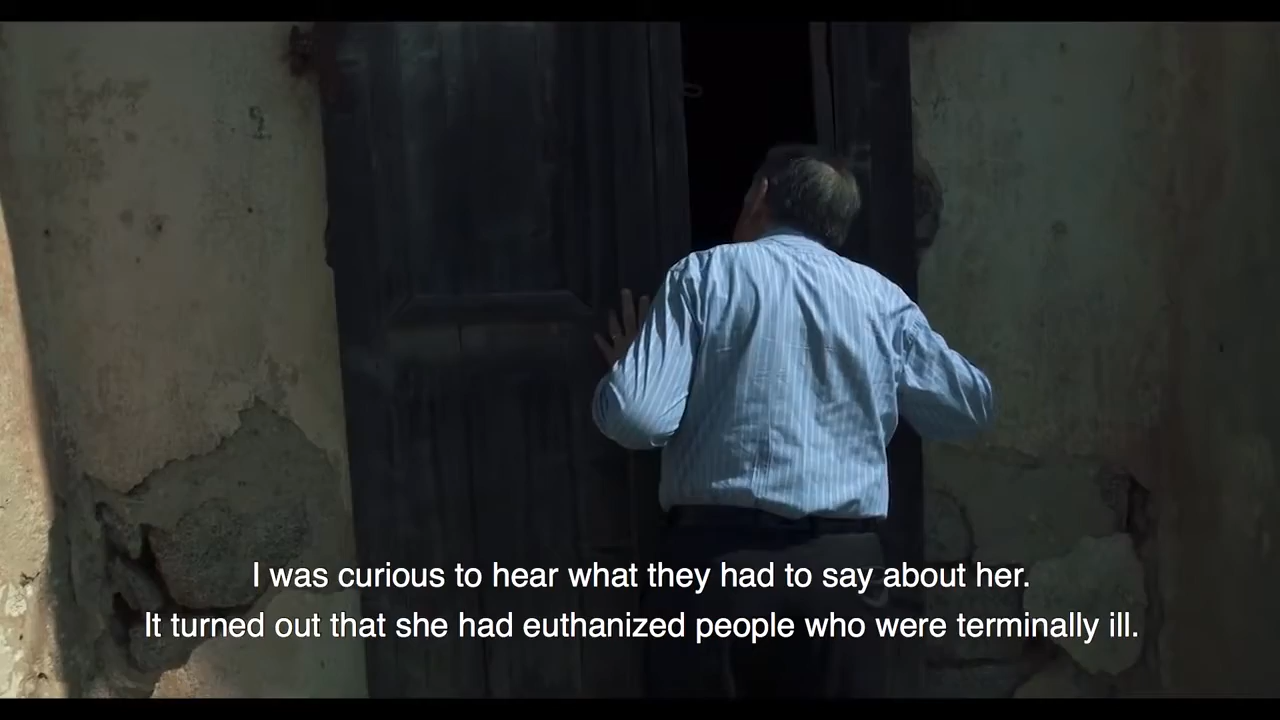 I was curious to hear what they had to say about her.
It turned out that she had euthanized people who were terminally ill.